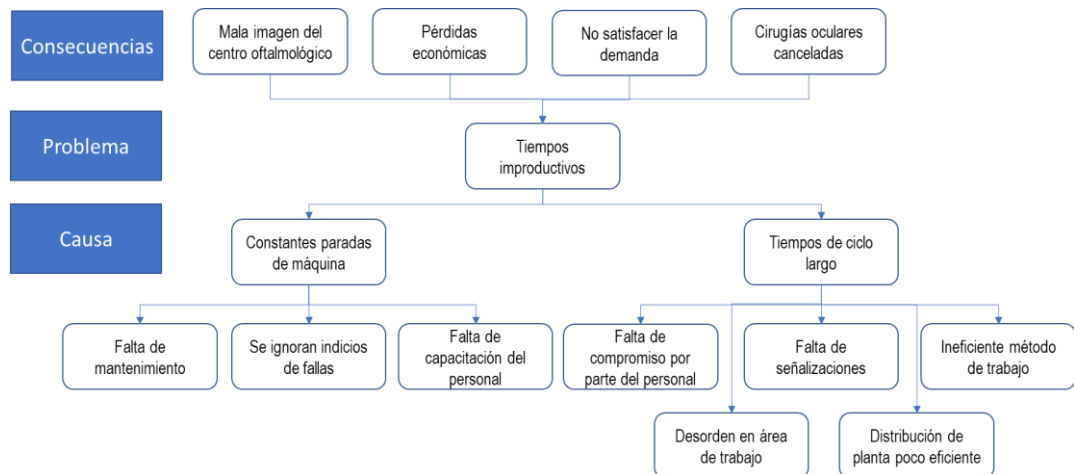 Consecuencias
Mala imagen del
centro oftalmológico
Pérdidas
económicas
No satisfacer la
demanda
Cirugías oculares
canceladas
Problema
Tiempos
improductivos
Causa
Constantes paradas
de máquina
Tiempos de ciclo
largo
Falta de
mantenimiento
Se ignoran indicios
de fallas
Falta de
capacitación del
personal
Falta de
compromiso por
parte del personal
Falta de
señalizaciones
Ineficiente método
de trabajo
Desorden en área
de trabajo
Distribución de
planta poco eficiente